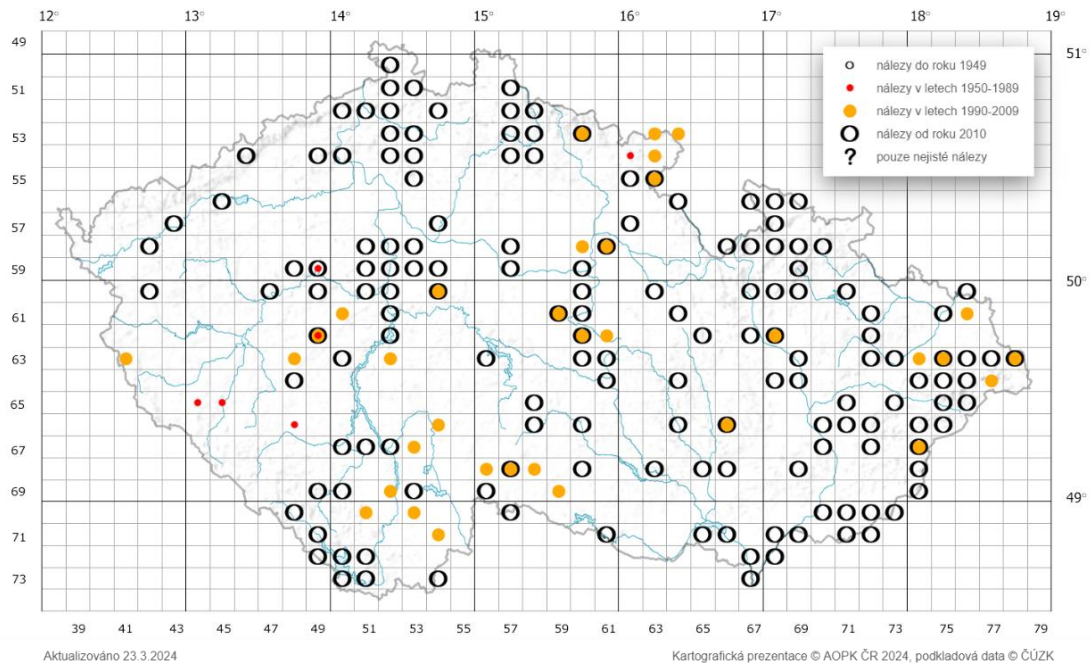 12° 13° 14° 15° 16° 17° 18° 19°
49
51°
nálezy do roku 1949
51
nálezy v letech 1950-1989
nálezy v letech 1990-2009
53
nálezy od roku 2010
? pouze nejisté nálezy
55
57
59
50°
61
63
65
67
69
49°
71
73
39 41 43 45 47 49 51 53 55 57 59 61 63 65 67 69 71 73 75 77 79
Aktualizováno 23.3.2024 Kartografická prezentace © AOPK ČR 2024, podkladová data © ČÚZK